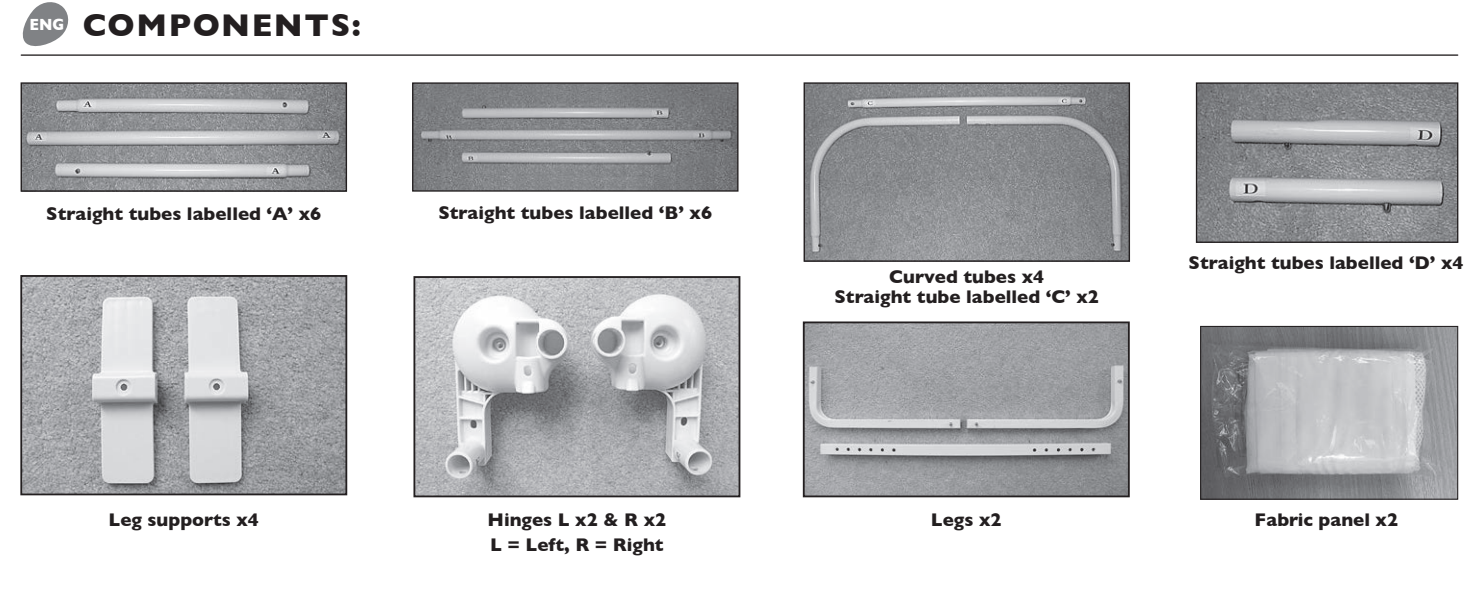 ENG COMPONENTS:
A
A A
A
Straight tubes labelled ‘A’ x6
B
B B
B
Straight tubes labelled ‘B’ x6
C C
Curved tubes x4
Straight tube labelled ‘C’ x2
D
D
Straight tubes labelled ‘D’ x4
Leg supports x4
Hinges L x2 & R x2
L = Left, R = Right
Legs x2
Fabric panel x2